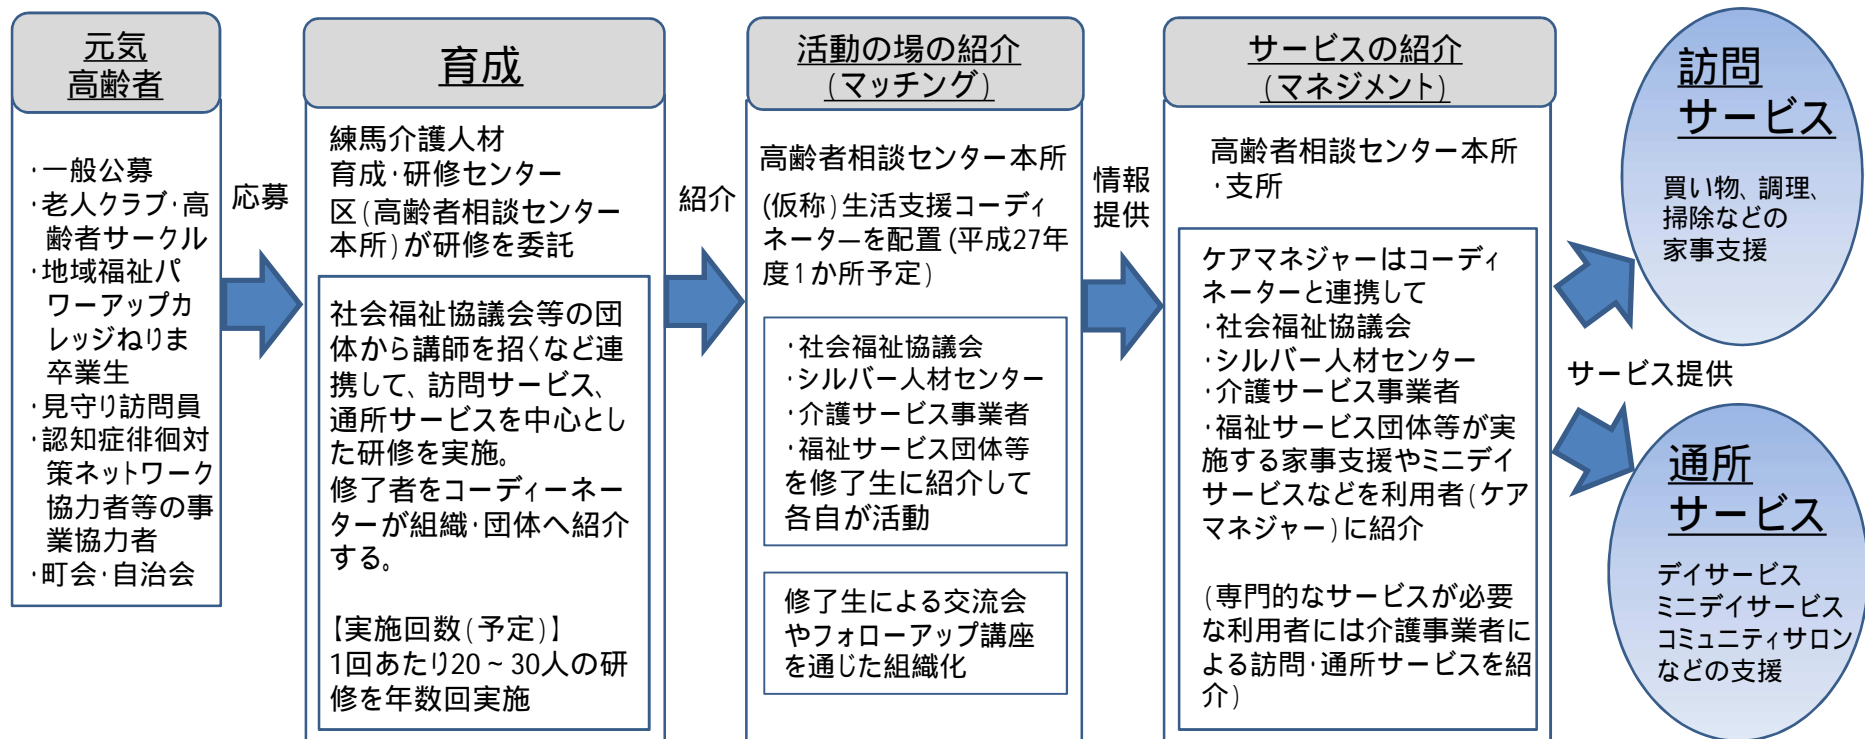 元気
高齢者
・一般公募
・老人クラブ・高
齢者サークル
・地域福祉パ
ワーアップカ
レッジねりま
卒業生
・見守り訪問員
・認知症徘徊対
策ネットワーク
協力者等の事
業協力者
・町会・自治会
応募
育成
練馬介護人材
育成・研修センター
区(高齢者相談センター
本所)が研修を委託
社会福祉協議会等の団
体から講師を招くなど連
携して、訪問サービス、
通所サービスを中心とし
た研修を実施。
修了者をコーディーネー
ターが組織・団体へ紹介
する。
【実施回数(予定)】
1回あたり20~30人の研
修を年数回実施
紹介
活動の場の紹介
(マッチング)
高齢者相談センター本所
(仮称)生活支援コーディ
ネーターを配置(平成27年
度1か所予定)
・社会福祉協議会
・シルバー人材センター
・介護サービス事業者
・福祉サービス団体等
を修了生に紹介して
各自が活動
修了生による交流会
やフォローアップ講座
を通じた組織化
情報
提供
サービスの紹介
(マネジメント)
高齢者相談センター本所
・支所
ケアマネジャーはコーディ
ネーターと連携して
・社会福祉協議会
・シルバー人材センター
・介護サービス事業者
・福祉サービス団体等が実
施する家事支援やミニデイ
サービスなどを利用者(ケア
マネジャー)に紹介
(専門的なサービスが必要
な利用者には介護事業者に
よる訪問・通所サービスを紹
介)
サービス提供
訪問
サービス
買い物、調理、
掃除などの
家事支援
通所
サービス
デイサービス
ミニデイサービス
コミュニティサロン
などの支援